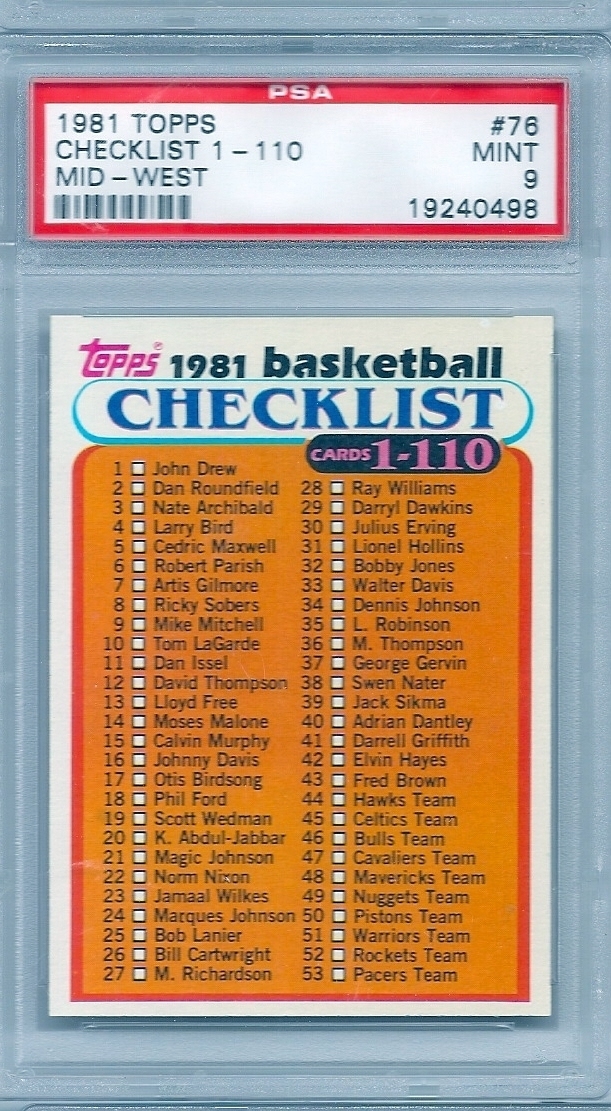 PSA
1981 TOPPS #76
CHECKLIST 1 - 110 MINT
MID - WEST 9
19240498
TOPPS® 1981 basketball
CHECKLIST
CARDS 1-110
1 John Drew
2 Dan Roundfield
3 Nate Archibald
4 Larry Bird
5 Cedric Maxwell
6 Robert Parish
7 Artis Gilmore
8 Ricky Sobers
9 Mike Mitchell
10 Tom LaGarde
11 Dan Issel
12 David Thompson
13 Lloyd Free
14 Moses Malone
15 Calvin Murphy
16 Johnny Davis
17 Otis Birdsong
18 Phil Ford
19 Scott Wedman
20 K. Abdul-Jabbar
21 Magic Johnson
22 Norm Nixon
23 Jamaal Wilkes
24 Marques Johnson
25 Bob Lanier
26 Bill Cartwright
27 M. Richardson
28 Ray Williams
29 Darryl Dawkins
30 Julius Erving
31 Lionel Hollins
32 Bobby Jones
33 Walter Davis
34 Dennis Johnson
35 L. Robinson
36 M. Thompson
37 George Gervin
38 Swen Nater
39 Jack Sikma
40 Adrian Dantley
41 Darrell Griffith
42 Elvin Hayes
43 Fred Brown
44 Hawks Team
45 Celtics Team
46 Bulls Team
47 Cavaliers Team
48 Mavericks Team
49 Nuggets Team
50 Pistons Team
51 Warriors Team
52 Rockets Team
53 Pacers Team